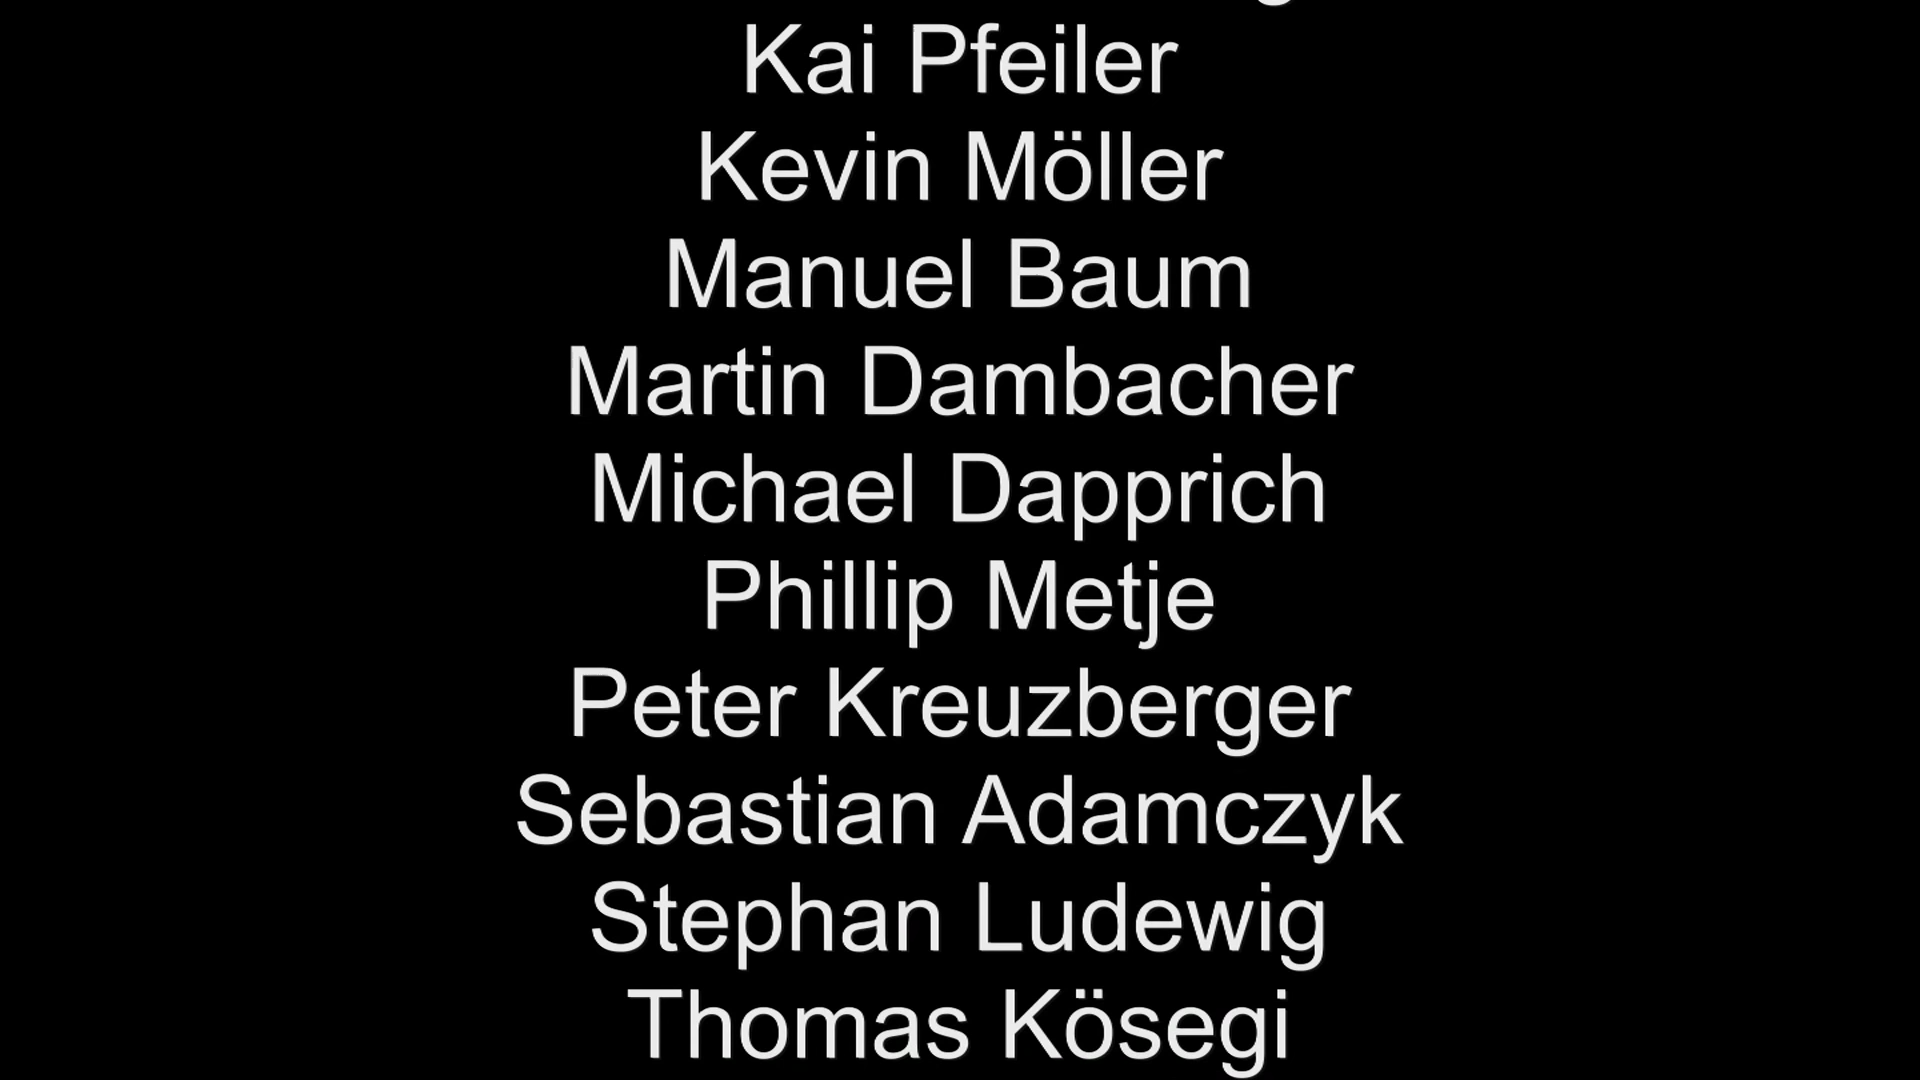 Kai Pfeiler
Kevin Möller
Manuel Baum
Martin Dambacher
Michael Dapprich
Phillip Metje
Peter Kreuzberger
Sebastian Adamczyk
Stephan Ludewig
Thomas Kösegi